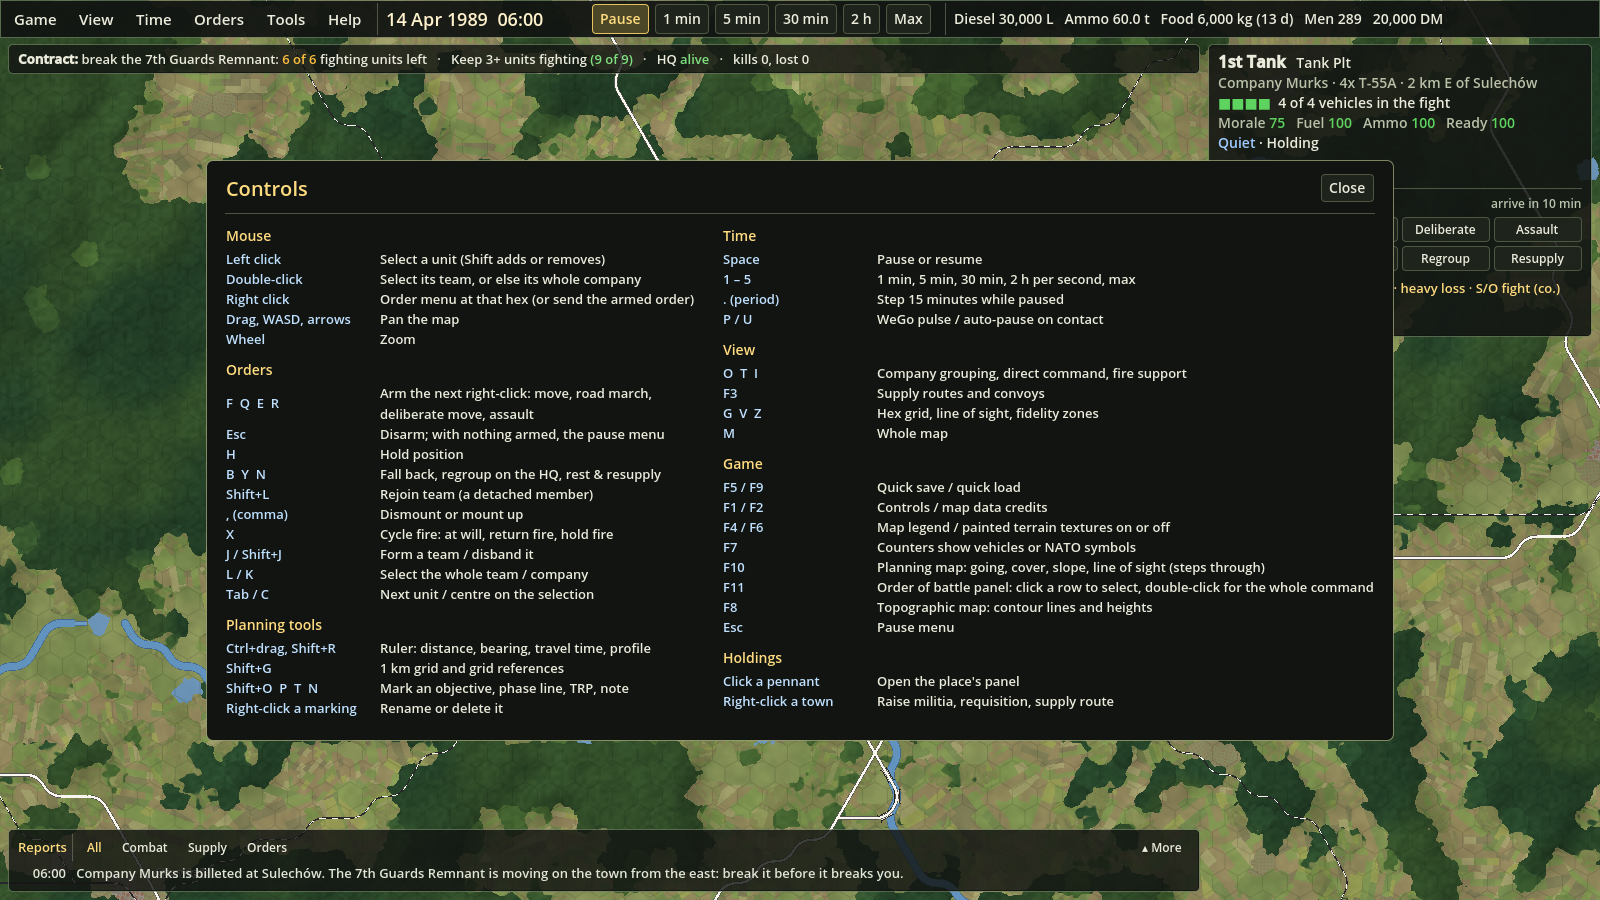 Game View Time Orders Tools Help 14 Apr 1989 06:00 Pause 1 min 5 min 30 min 2 h Max Diesel 30,000 L Ammo 60.0 t Food 6,000 kg (13 d) Men 289 20,000 DM
Contract: break the 7th Guards Remnant: 6 of 6 fighting units left · Keep 3+ units fighting (9 of 9) · HQ alive · kills 0, lost 0
1st Tank Tank Plt
Company Murks · 4x T-55A · 2 km E of Sulechów
4 of 4 vehicles in the fight
Morale 75 Fuel 100 Ammo 100 Ready 100
Quiet · Holding
arrive in 10 min
Deliberate Assault
Regroup Resupply
· heavy loss · S/O fight (co.)
Controls Close
Mouse
Left click Select a unit (Shift adds or removes)
Double-click Select its team, or else its whole company
Right click Order menu at that hex (or send the armed order)
Drag, WASD, arrows Pan the map
Wheel Zoom
Orders
F Q E R Arm the next right-click: move, road march,
deliberate move, assault
Esc Disarm; with nothing armed, the pause menu
H Hold position
B Y N Fall back, regroup on the HQ, rest & resupply
Shift+L Rejoin team (a detached member)
, (comma) Dismount or mount up
X Cycle fire: at will, return fire, hold fire
J / Shift+J Form a team / disband it
L / K Select the whole team / company
Tab / C Next unit / centre on the selection
Planning tools
Ctrl+drag, Shift+R Ruler: distance, bearing, travel time, profile
Shift+G 1 km grid and grid references
Shift+O P T N Mark an objective, phase line, TRP, note
Right-click a marking Rename or delete it
Time
Space Pause or resume
1 – 5 1 min, 5 min, 30 min, 2 h per second, max
. (period) Step 15 minutes while paused
P / U WeGo pulse / auto-pause on contact
View
O T I Company grouping, direct command, fire support
F3 Supply routes and convoys
G V Z Hex grid, line of sight, fidelity zones
M Whole map
Game
F5 / F9 Quick save / quick load
F1 / F2 Controls / map data credits
F4 / F6 Map legend / painted terrain textures on or off
F7 Counters show vehicles or NATO symbols
F10 Planning map: going, cover, slope, line of sight (steps through)
F11 Order of battle panel: click a row to select, double-click for the whole command
F8 Topographic map: contour lines and heights
Esc Pause menu
Holdings
Click a pennant Open the place's panel
Right-click a town Raise militia, requisition, supply route
Reports All Combat Supply Orders ▴ More
06:00 Company Murks is billeted at Sulechów. The 7th Guards Remnant is moving on the town from the east: break it before it breaks you.